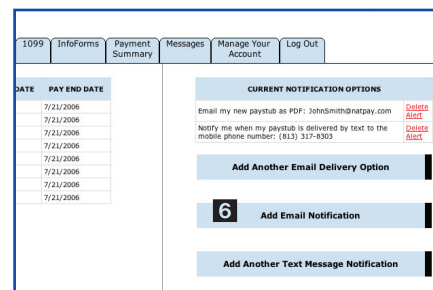 1099 InfoForms Payment Summary Messages Manage Your Account Log Out
DATE PAY END DATE
7/21/2006
7/21/2006
7/21/2006
7/21/2006
7/21/2006
7/21/2006
7/21/2006
7/21/2006
CURRENT NOTIFICATION OPTIONS
Email my new paystub as PDF: JohnSmith@natpay.com Delete Alert
Notify me when my paystub is delivered by text to the mobile phone number: (813) 317-8303 Delete Alert
Add Another Email Delivery Option
6 Add Email Notification
Add Another Text Message Notification